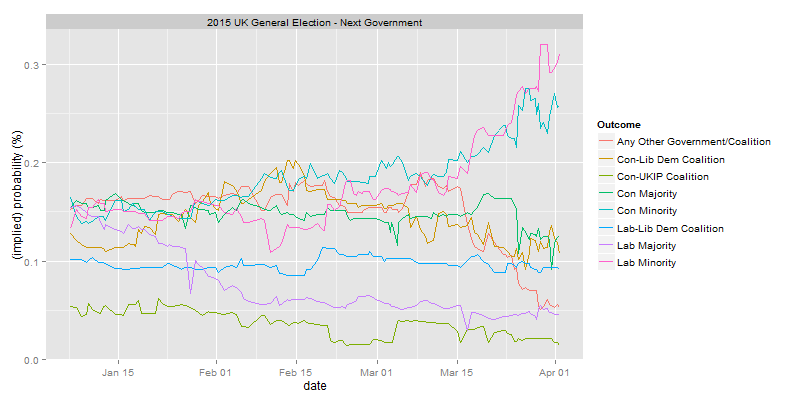 2015 UK General Election - Next Government
(implied) probability (%)
0.3
0.2
0.1
0.0
Jan 15
Feb 01
Feb 15
Mar 01
Mar 15
Apr 01
date
Outcome
Any Other Government/Coalition
Con-Lib Dem Coalition
Con-UKIP Coalition
Con Majority
Con Minority
Lab-Lib Dem Coalition
Lab Majority
Lab Minority